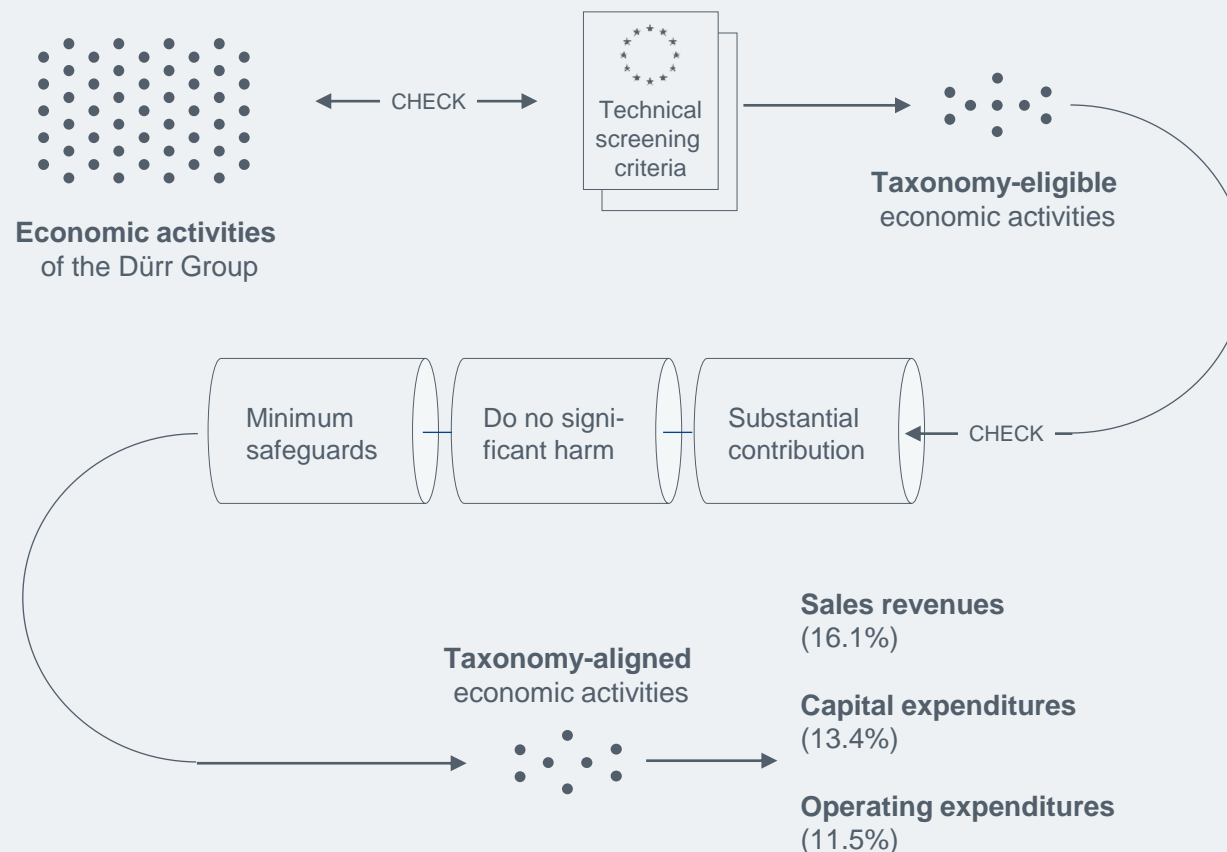 CHECK
Technical
screening
criteria
Taxonomy-eligible
economic activities
Economic activities
of the Dürr Group
Minimum
safeguards
Do no signi-
ficant harm
Substantial
contribution
CHECK
Taxonomy-aligned
economic activities
Sales revenues
(16.1%)
Capital expenditures
(13.4%)
Operating expenditures
(11.5%)